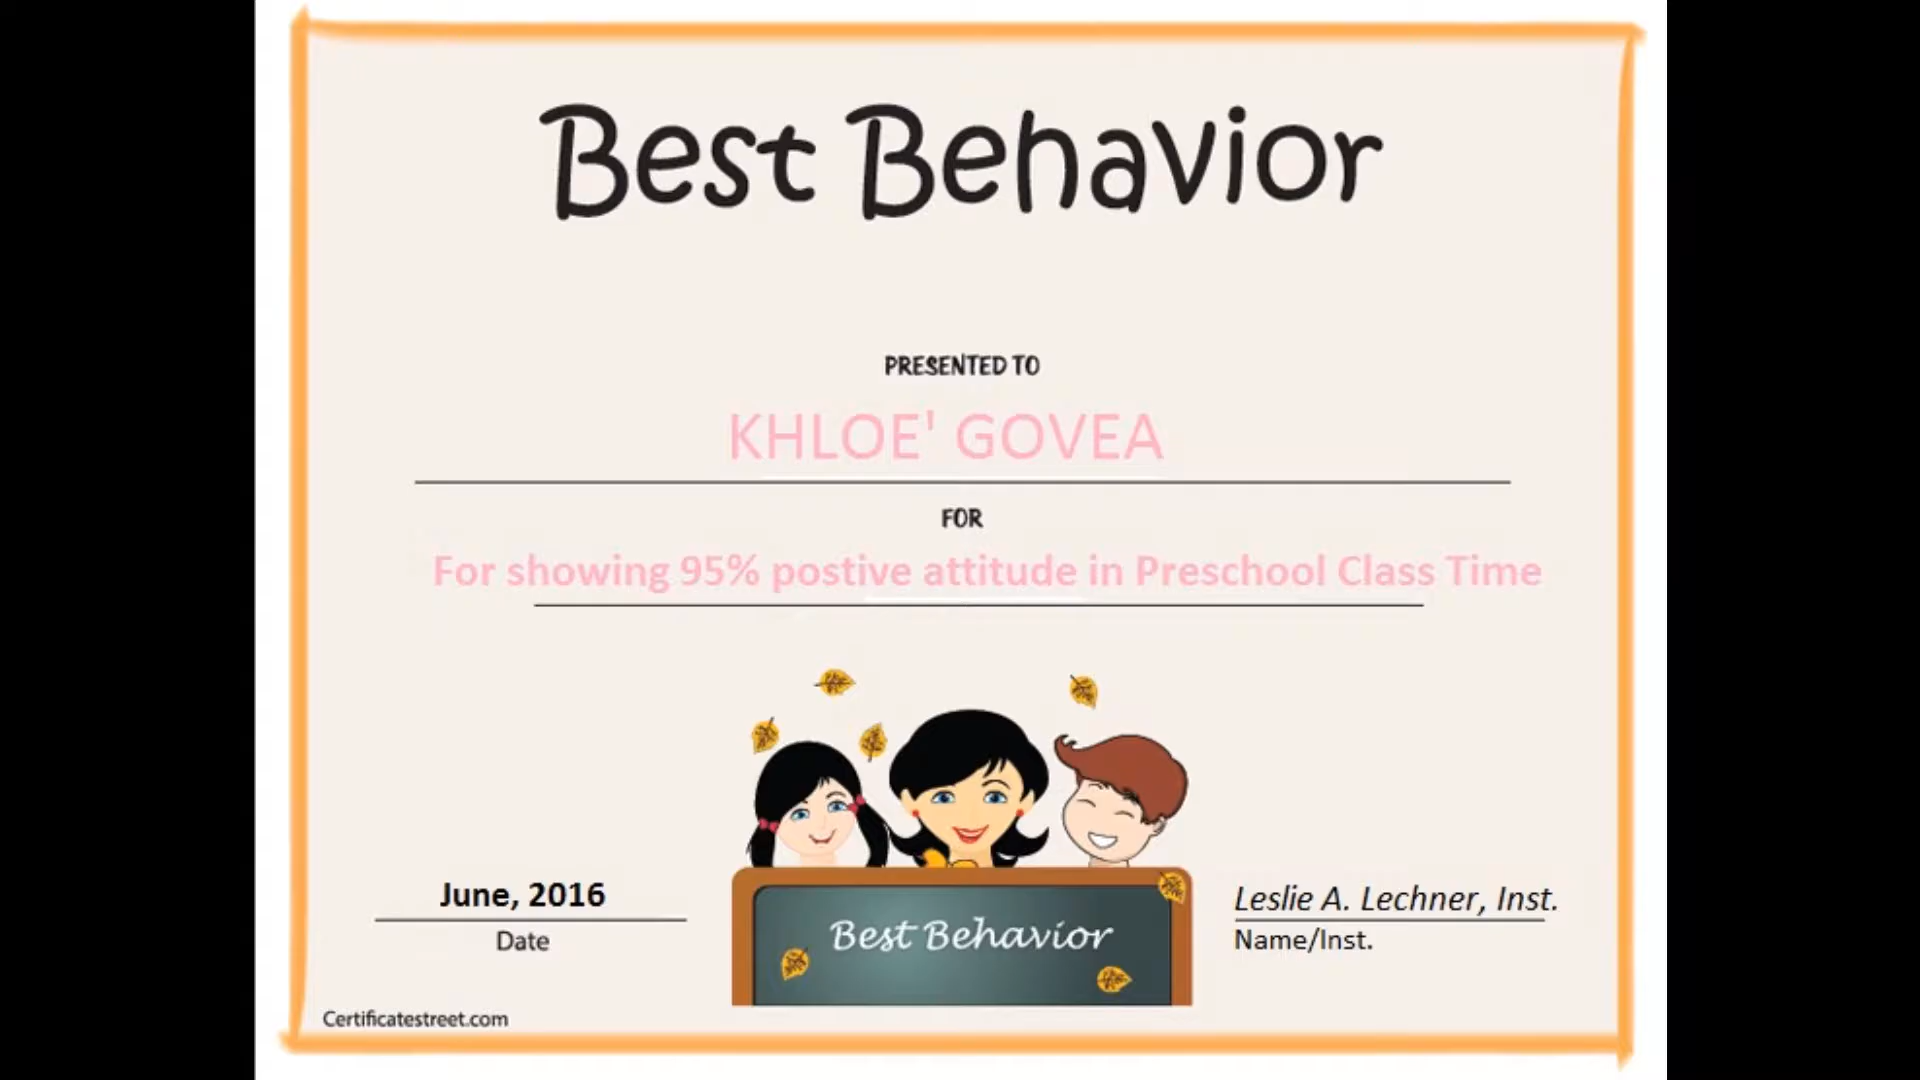 Best Behavior
PRESENTED TO
KHLOE' GOVEA
FOR
For showing 95% postive attitude in Preschool Class Time
Best Behavior
June, 2016
Date
Leslie A. Lechner, Inst.
Name/Inst.
Certificatestreet.com